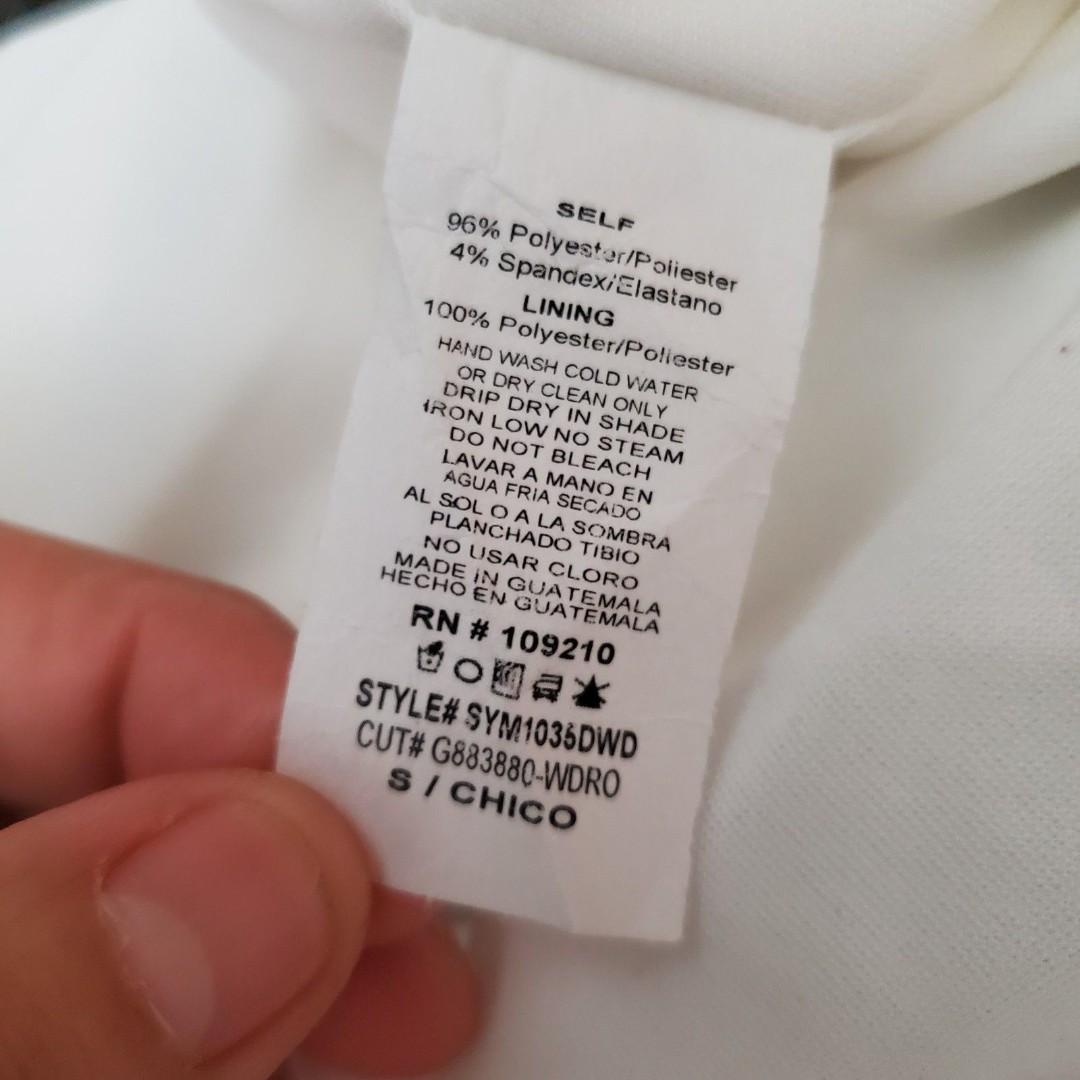 SELF
96% Polyester/Poliester
4% Spandex/Elastano
LINING
100% Polyester/Poliester
HAND WASH COLD WATER
OR DRY CLEAN ONLY
DRIP DRY IN SHADE
IRON LOW NO STEAM
DO NOT BLEACH
LAVAR A MANO EN
AGUA FRIA SECADO
AL SOL O A LA SOMBRA
PLANCHADO TIBIO
NO USAR CLORO
MADE IN GUATEMALA
HECHO EN GUATEMALA
RN # 109210
STYLE# SYM1035DWD
CUT# G883880-WDRO
S / CHICO